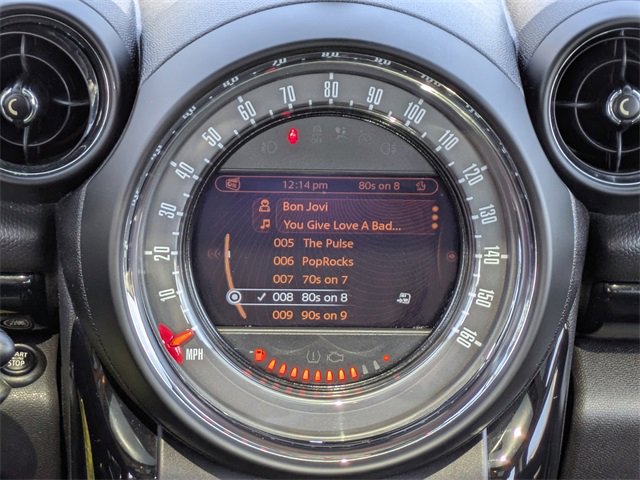 10 20 30 40 50 60 70 80 90 100 110 120 130 140 150 160
MPH
12:14 pm 80s on 8
Bon Jovi
You Give Love A Bad...
005 The Pulse
006 PopRocks
007 70s on 7
008 80s on 8
009 90s on 9
START
STOP